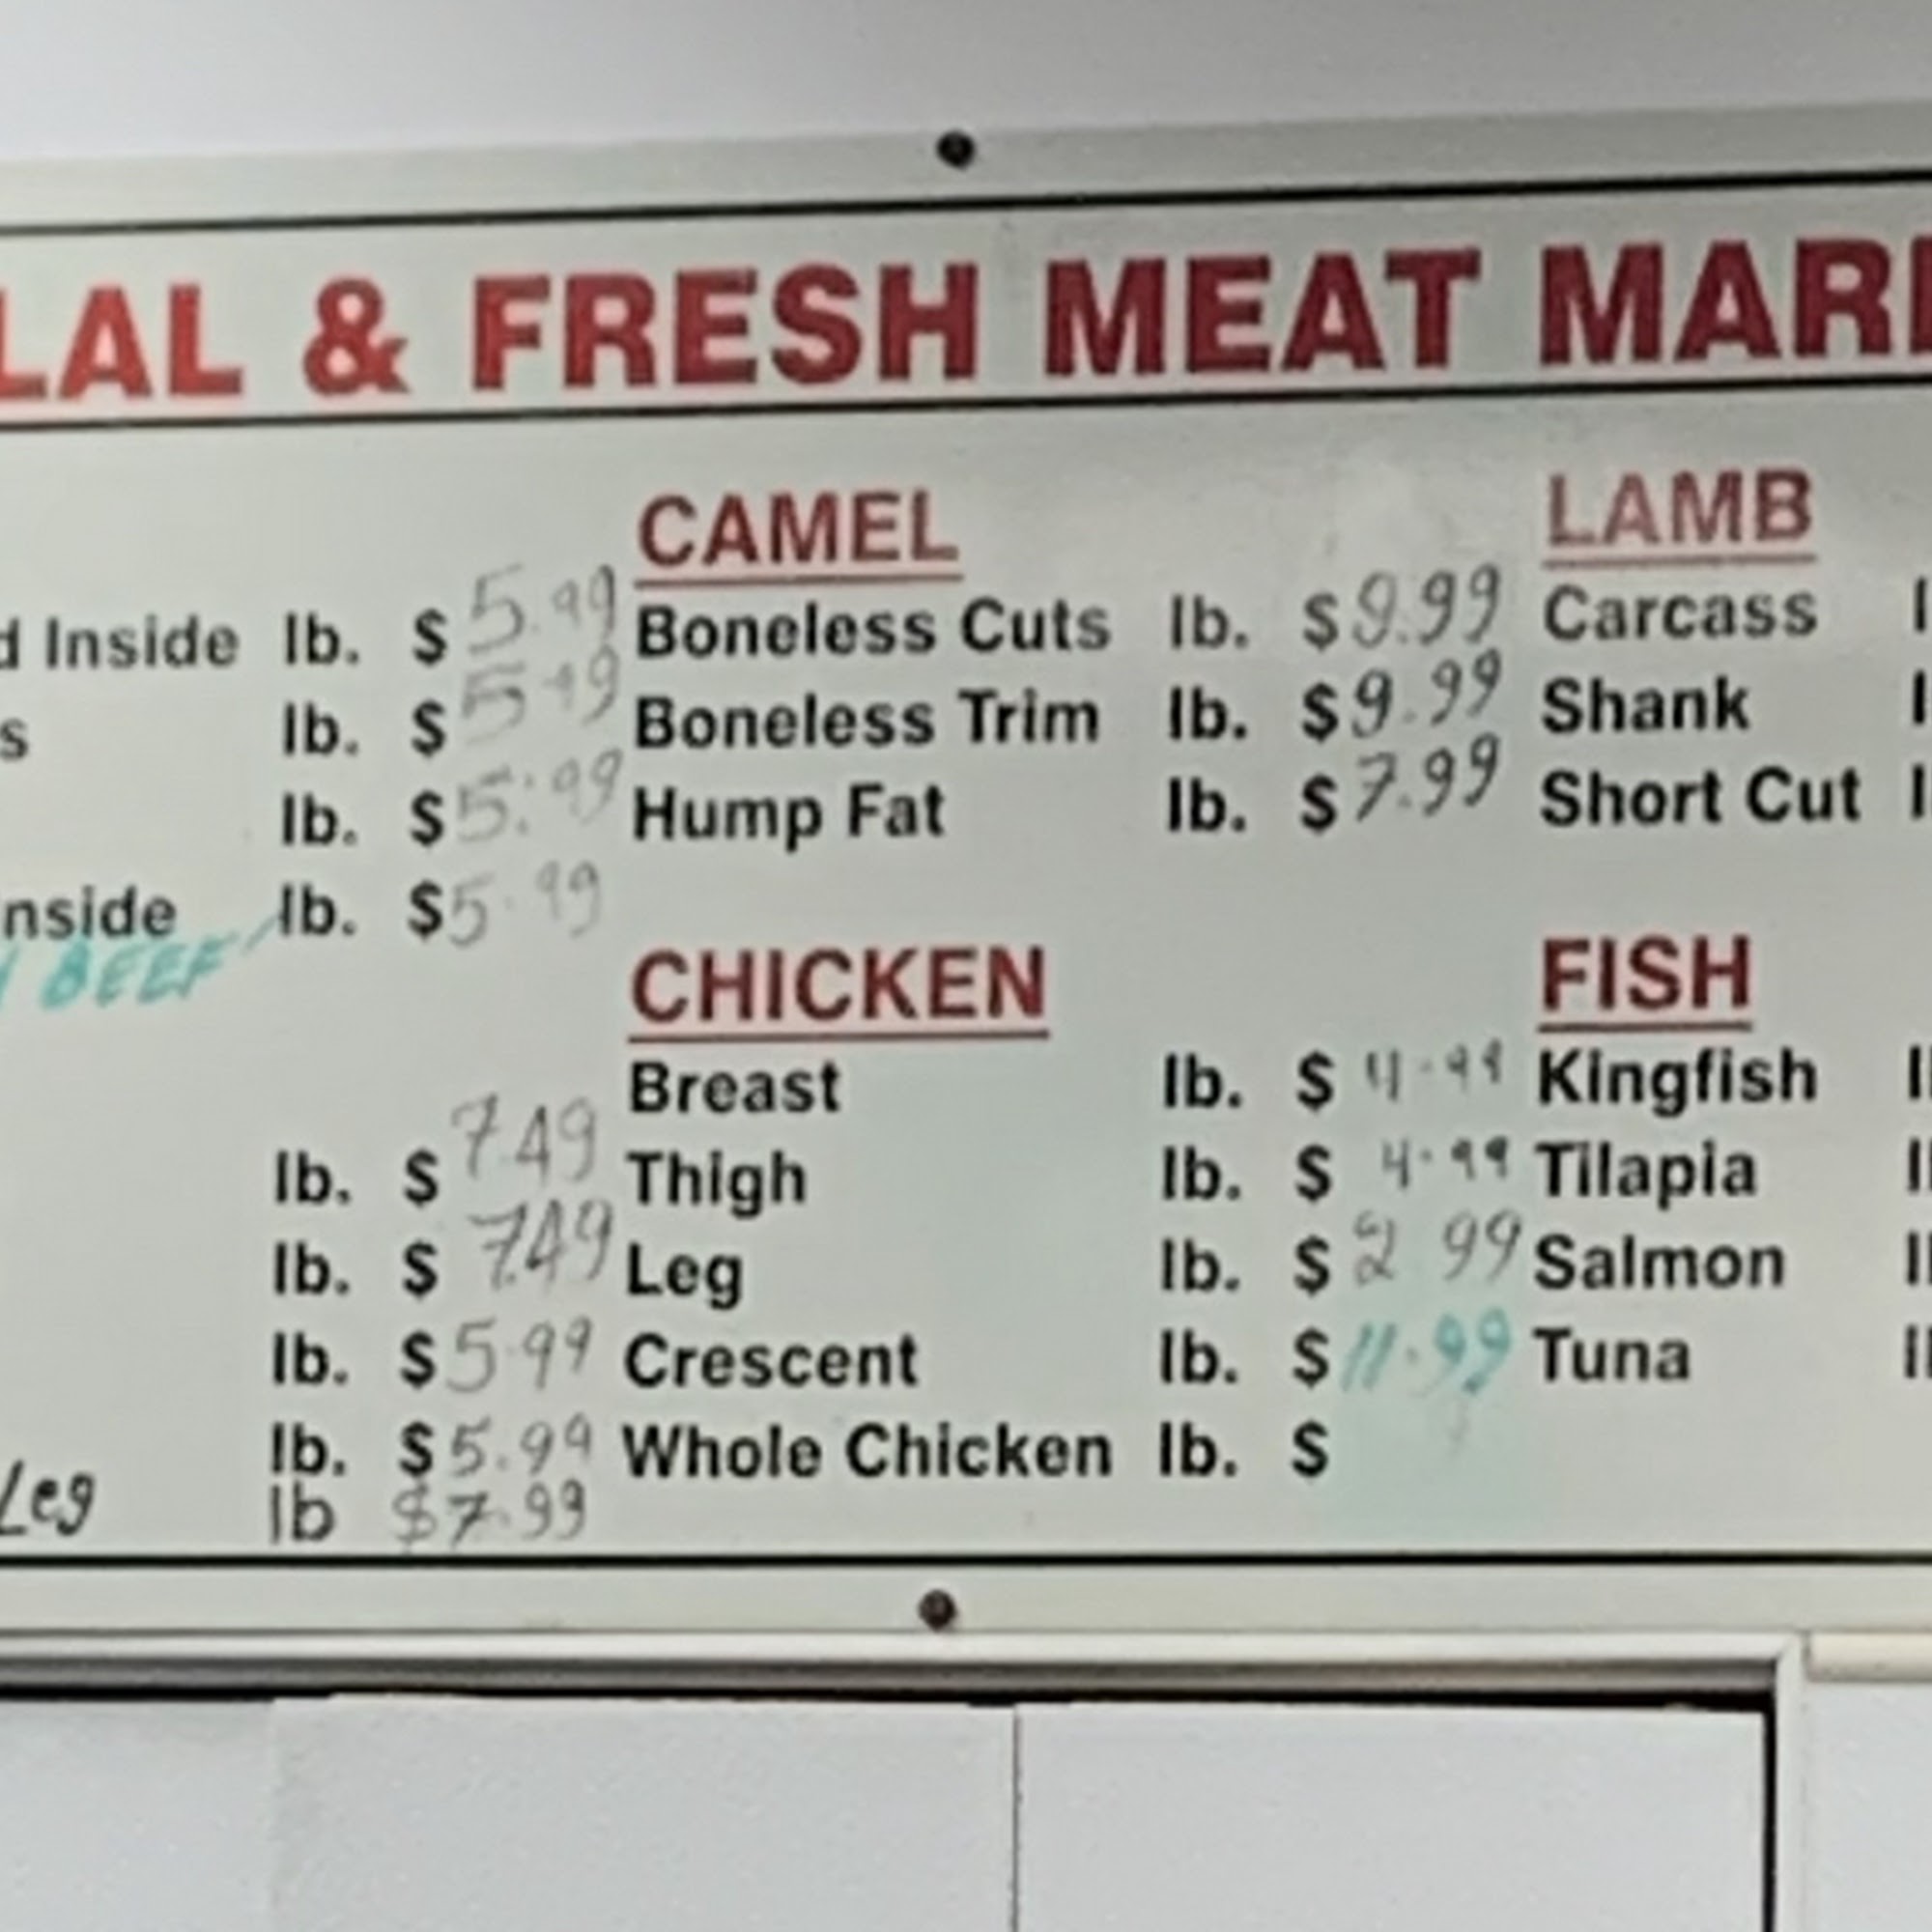 LAL & FRESH MEAT MAR
d Inside lb. $ 5.99
s lb. $ 5.49
lb. $ 5.99
nside lb. $ 5.99
BEEF
lb. $ 7.49
lb. $ 7.49
lb. $ 5.99
lb. $ 5.99
Leg lb $ 7.99
CAMEL
Boneless Cuts lb. $ 9.99
Boneless Trim lb. $ 9.99
Hump Fat lb. $ 7.99
CHICKEN
Breast lb. $ 4.99
Thigh lb. $ 4.99
Leg lb. $ 2.99
Crescent lb. $ 11.99
Whole Chicken lb. $
LAMB
Carcass
Shank
Short Cut
FISH
Kingfish
Tilapia
Salmon
Tuna